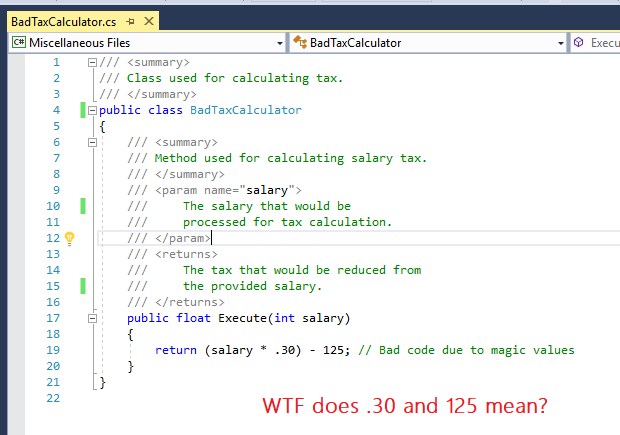 BadTaxCalculator.cs
C# Miscellaneous Files
BadTaxCalculator
Execu
1 /// <summary>
2 /// Class used for calculating tax.
3 /// </summary>
4 public class BadTaxCalculator
5 {
6 /// <summary>
7 /// Method used for calculating salary tax.
8 /// </summary>
9 /// <param name="salary">
10 ///     The salary that would be
11 ///     processed for tax calculation.
12 /// </param>
13 /// <returns>
14 ///     The tax that would be reduced from
15 ///     the provided salary.
16 /// </returns>
17 public float Execute(int salary)
18 {
19 return (salary * .30) - 125; // Bad code due to magic values
20 }
21 }
22
WTF does .30 and 125 mean?